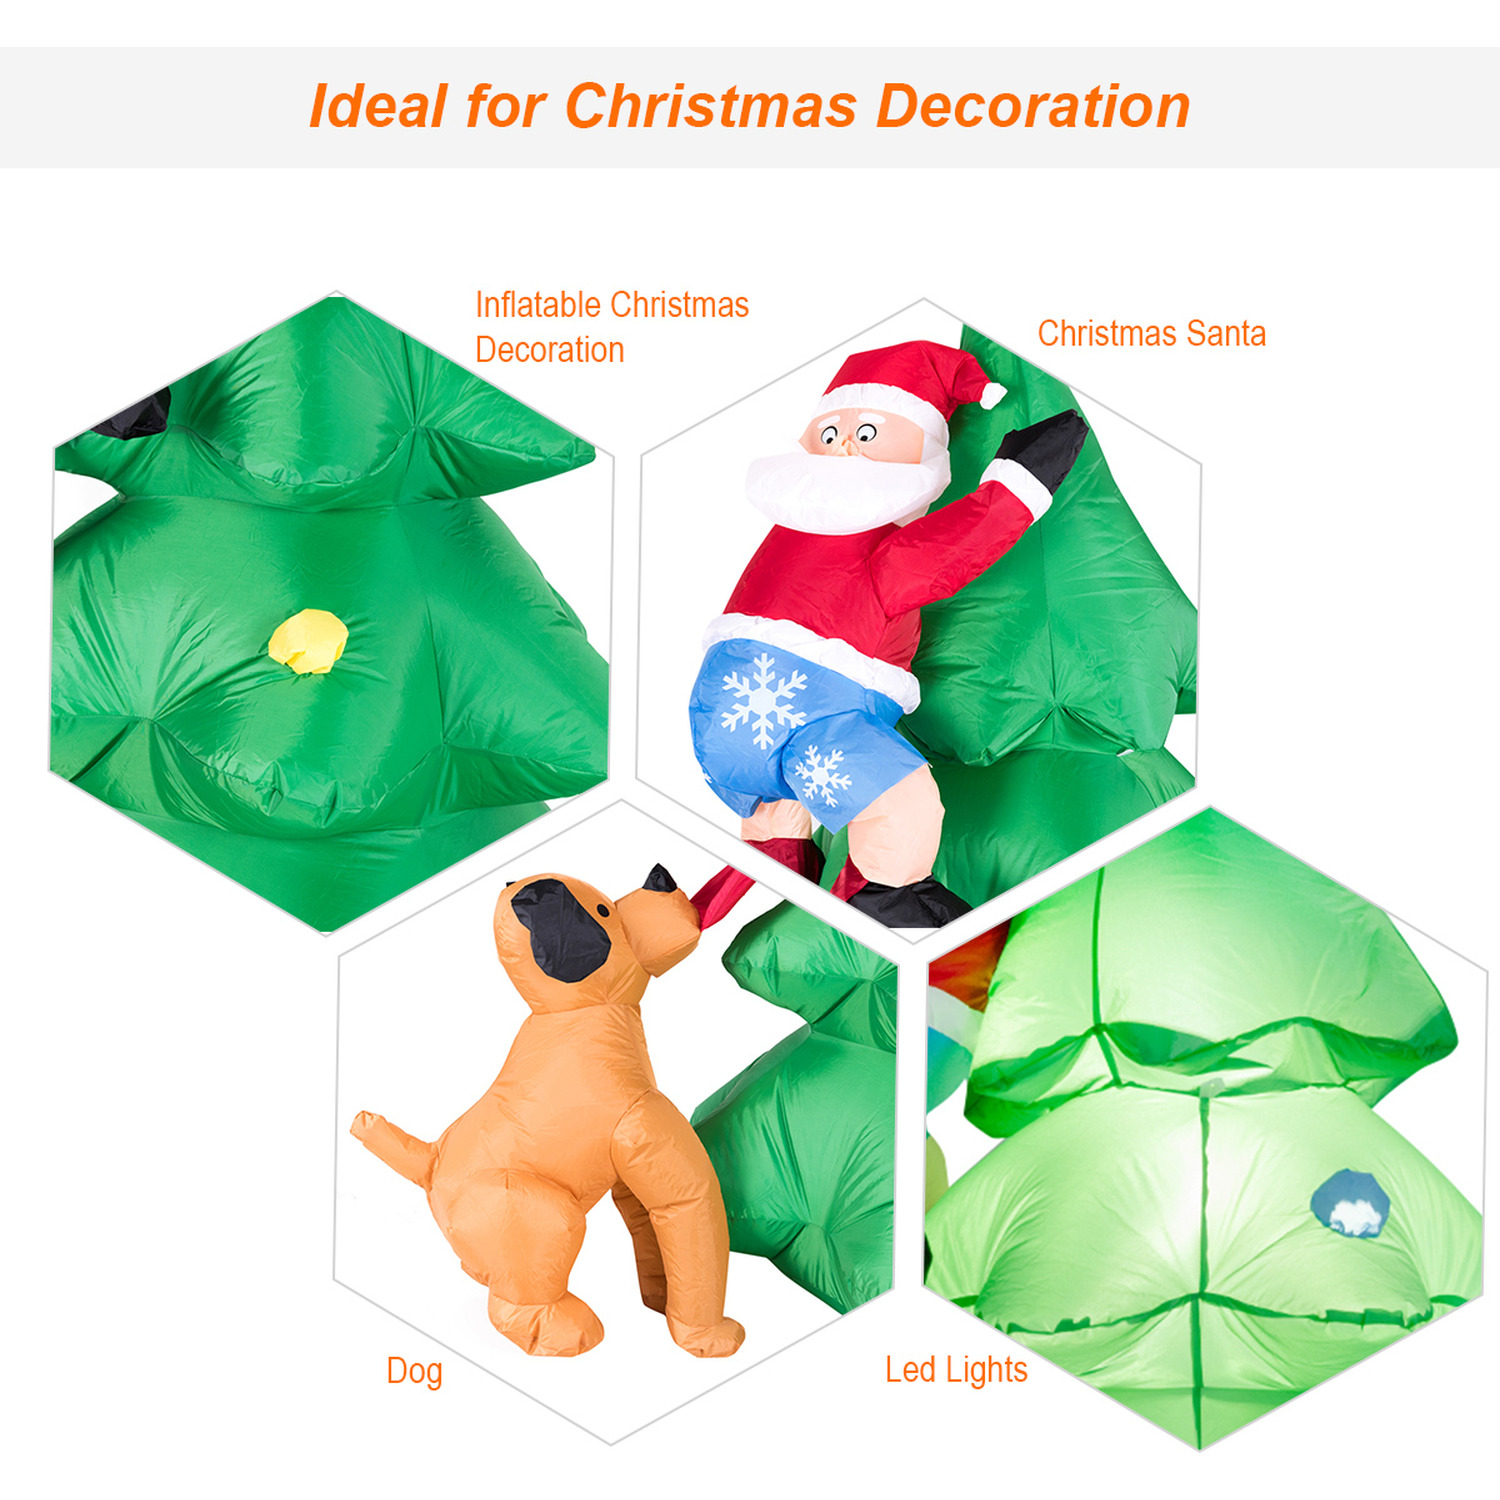 Ideal for Christmas Decoration
Inflatable Christmas
Decoration
Christmas Santa
Dog
Led Lights